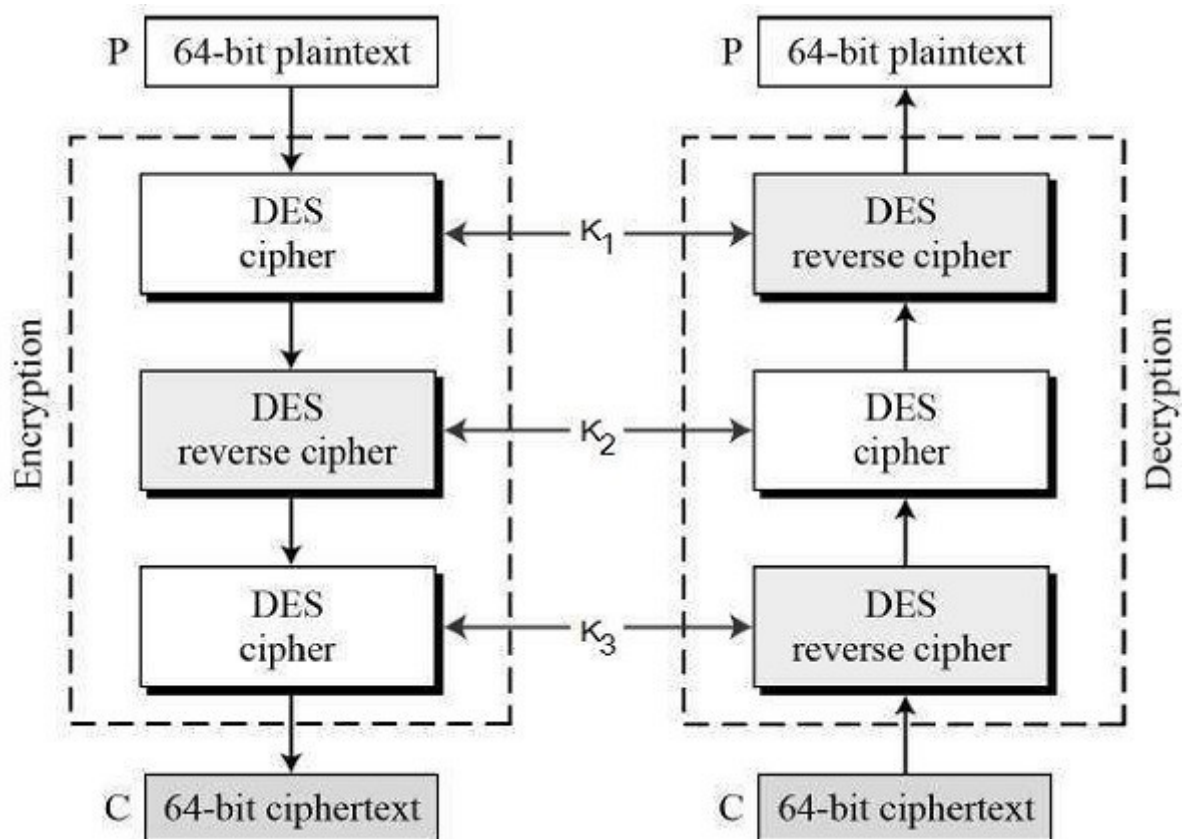 P 64-bit plaintext
P 64-bit plaintext
Encryption
DES
cipher
K1
DES
reverse cipher
DES
reverse cipher
K2
DES
cipher
DES
cipher
K3
DES
reverse cipher
Decryption
C 64-bit ciphertext
C 64-bit ciphertext